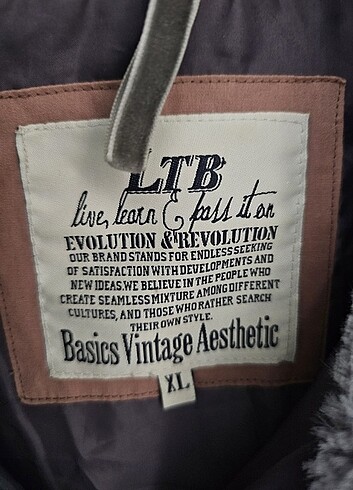 LTB
live, learn & pass it on
EVOLUTION & REVOLUTION
OUR BRAND STANDS FOR ENDLESS SEEKING
OF SATISFACTION WITH DEVELOPMENTS AND
NEW IDEAS. WE BELIEVE IN THE PEOPLE WHO
CREATE SEAMLESS MIXTURE AMONG DIFFERENT
CULTURES, AND THOSE WHO RATHER SEARCH
THEIR OWN STYLE.
Basics Vintage Aesthetic
XL